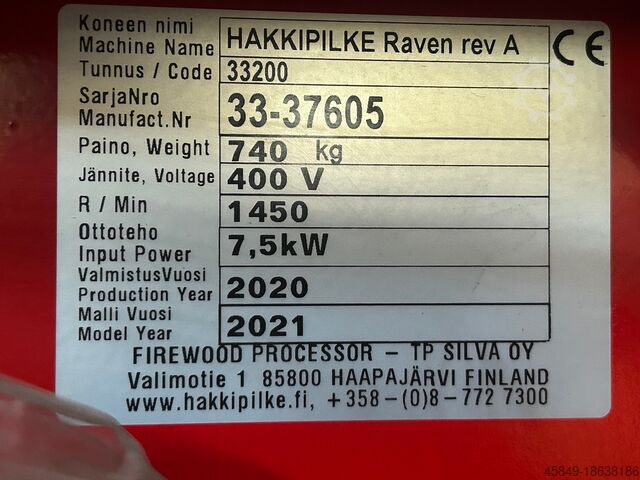 Koneen nimi
Machine Name HAKKIPILKE Raven rev A CE
Tunnus / Code 33200
SarjaNro
Manufact.Nr 33-37605
Paino, Weight 740 kg
Jännite, Voltage 400 V
R / Min 1450
Ottoteho
Input Power 7,5kW
ValmistusVuosi
Production Year 2020
Malli Vuosi
Model Year 2021
FIREWOOD PROCESSOR - TP SILVA OY
Valimotie 1 85800 HAAPAJÄRVI FINLAND
www.hakkipilke.fi, +358-(0)8-772 7300
45849-18638186